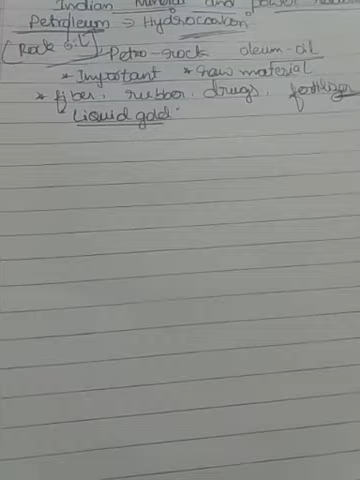 Indian Mineral and power
Petroleum ⇒ Hydrocarbon
(Rock oil) Petro-rock oleum-oil
* Important * raw material
* fiber, rubber, drugs, fertilizer
"Liquid gold"